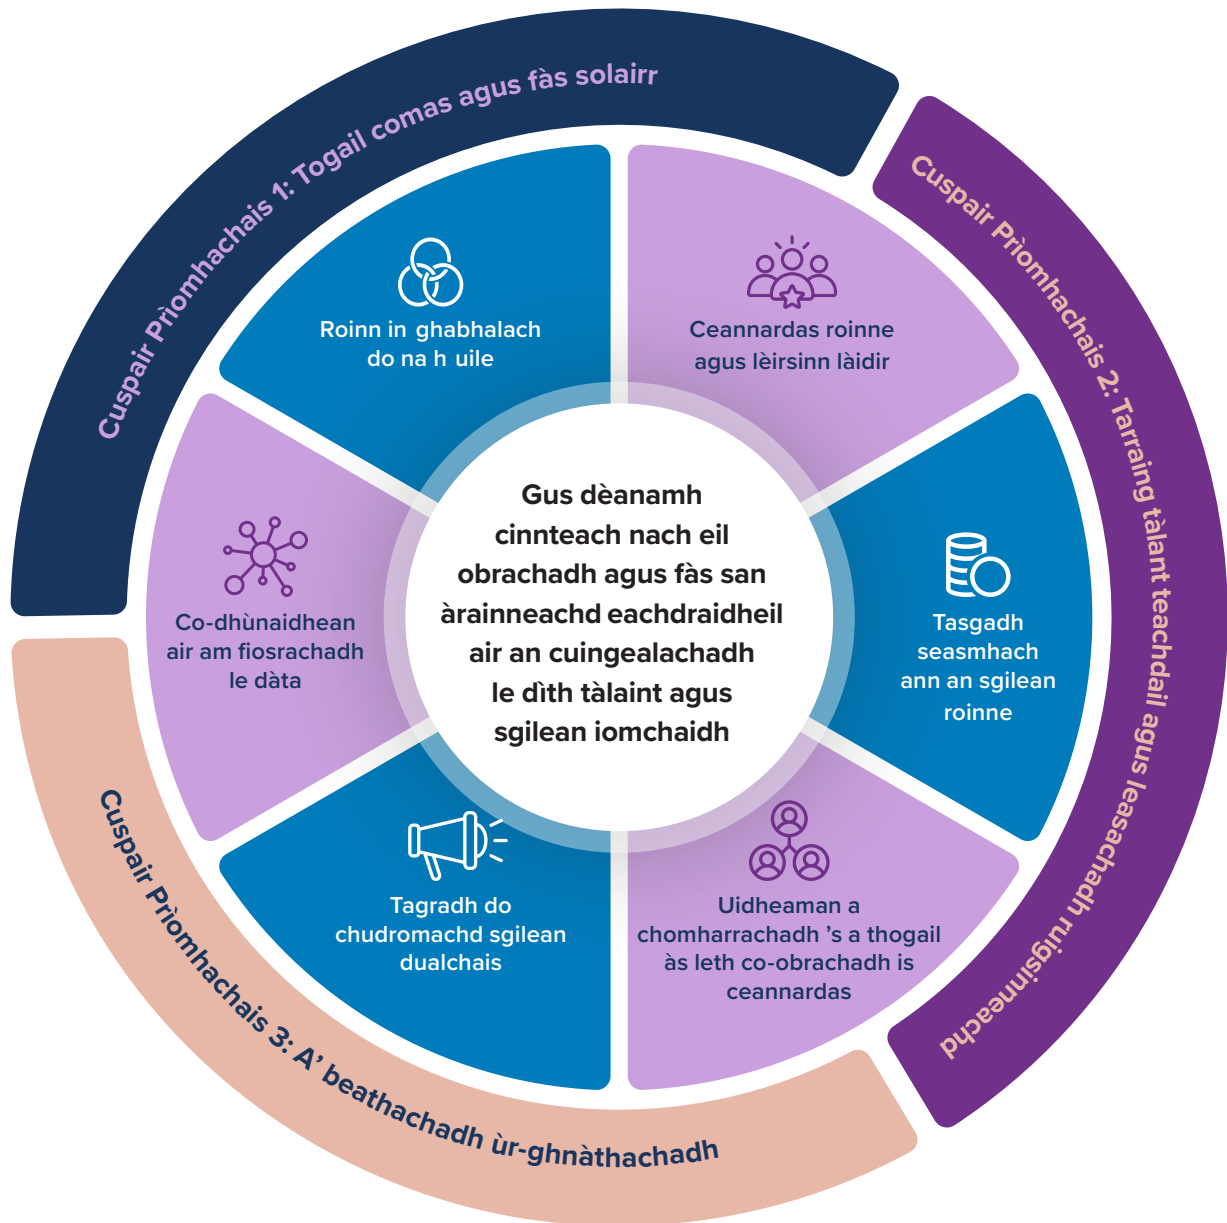 Cuspair Prìomhachais 1: Togail comas agus fàs solairr
Cuspair Prìomhachais 2: Tarraing tàlant teachdail agus leasachadh ruigsinneachd
Cuspair Prìomhachais 3: A’ beathachadh ùr-ghnàthachadh
Roinn in ghabhalach
do na h uile
Ceannardas roinne
agus lèirsinn làidir
Tasgadh
seasmhach
ann an sgilean
roinne
Uidheaman a
chomharrachadh ’s a thogail
às leth co-obrachadh is
ceannardas
Tagradh do
chudromachd sgilean
dualchais
Co-dhùnaidhean
air am fiosrachadh
le dàta
Gus dèanamh
cinnteach nach eil
obrachadh agus fàs san
àrainneachd eachdraidheil
air an cuingealachadh
le dìth tàlaint agus
sgilean iomchaidh